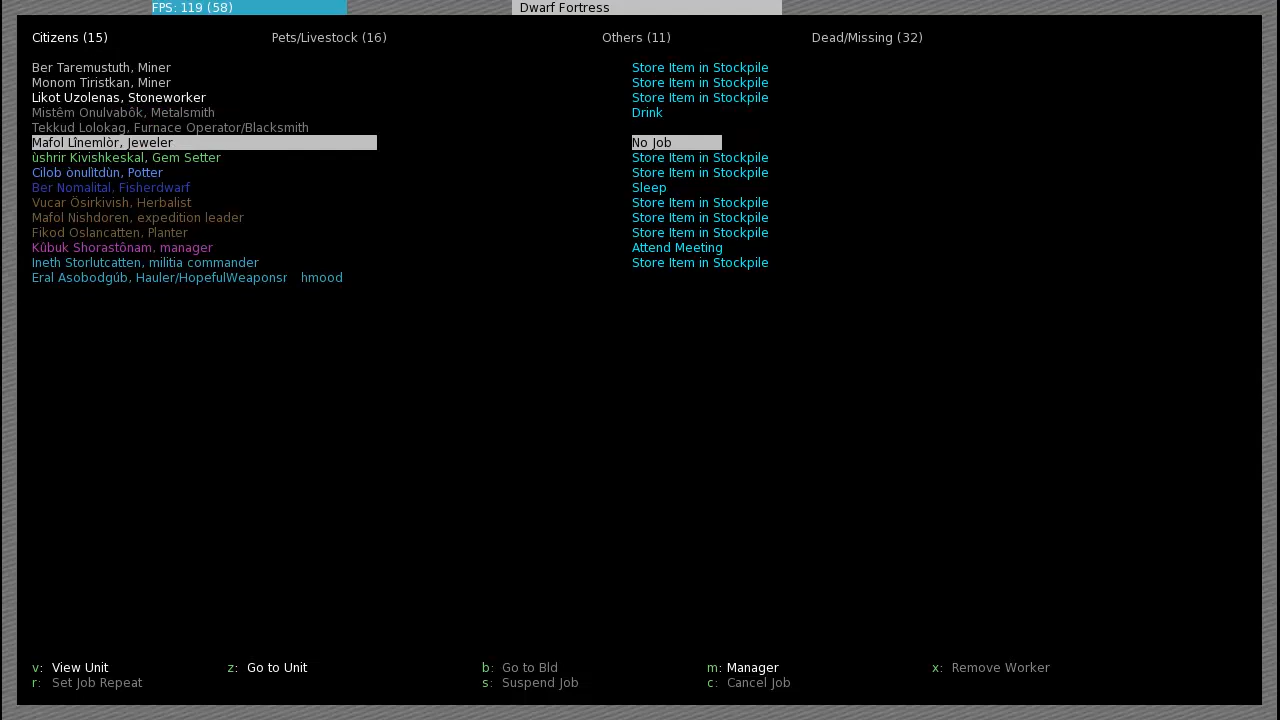 FPS: 119 (58) Dwarf Fortress
Citizens (15) Pets/Livestock (16) Others (11) Dead/Missing (32)
Ber Taremustuth, Miner Store Item in Stockpile
Monom Tiristkan, Miner Store Item in Stockpile
Likot Uzolenas, Stoneworker Store Item in Stockpile
Mistêm Onulvabôk, Metalsmith Drink
Tekkud Lolokag, Furnace Operator/Blacksmith
Mafol Lînemlòr, Jeweler No Job
ùshrir Kivishkeskal, Gem Setter Store Item in Stockpile
Cilob ònulltdùn, Potter Store Item in Stockpile
Ber Nomalital, Fisherdwarf Sleep
Vucar Ösirkivish, Herbalist Store Item in Stockpile
Mafol Nishdoren, expedition leader Store Item in Stockpile
Fikod Oslancatten, Planter Store Item in Stockpile
Kûbuk Shorastônam, manager Attend Meeting
Ineth Storlutcatten, militia commander Store Item in Stockpile
Eral Asobodgúb, Hauler/HopefulWeaponsr hmood
v: View Unit z: Go to Unit b: Go to Bld m: Manager x: Remove Worker
r: Set Job Repeat s: Suspend Job c: Cancel Job